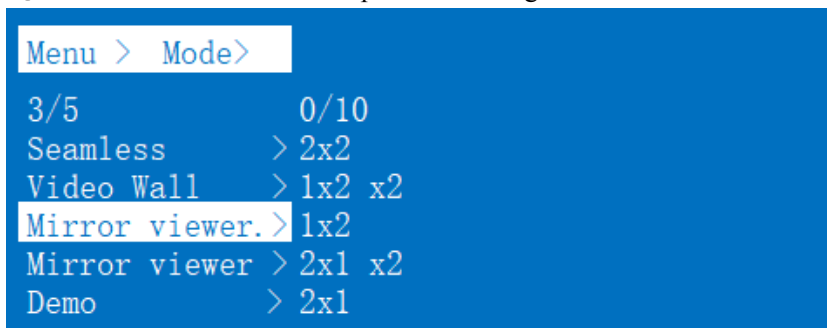 Menu > Mode>
3/5 0/10
Seamless > 2x2
Video Wall > 1x2 x2
Mirror viewer.> 1x2
Mirror viewer > 2x1 x2
Demo > 2x1